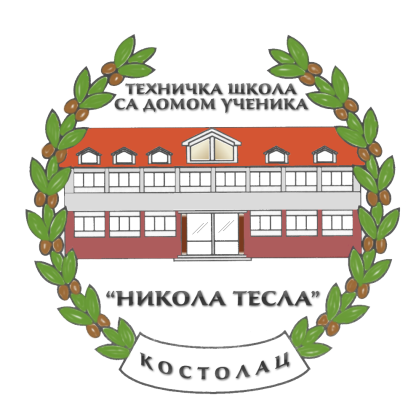 ТЕХНИЧКА ШКОЛА
СА ДОМОМ УЧЕНИКА
"НИКОЛА ТЕСЛА"
КОСТОЛАЦ